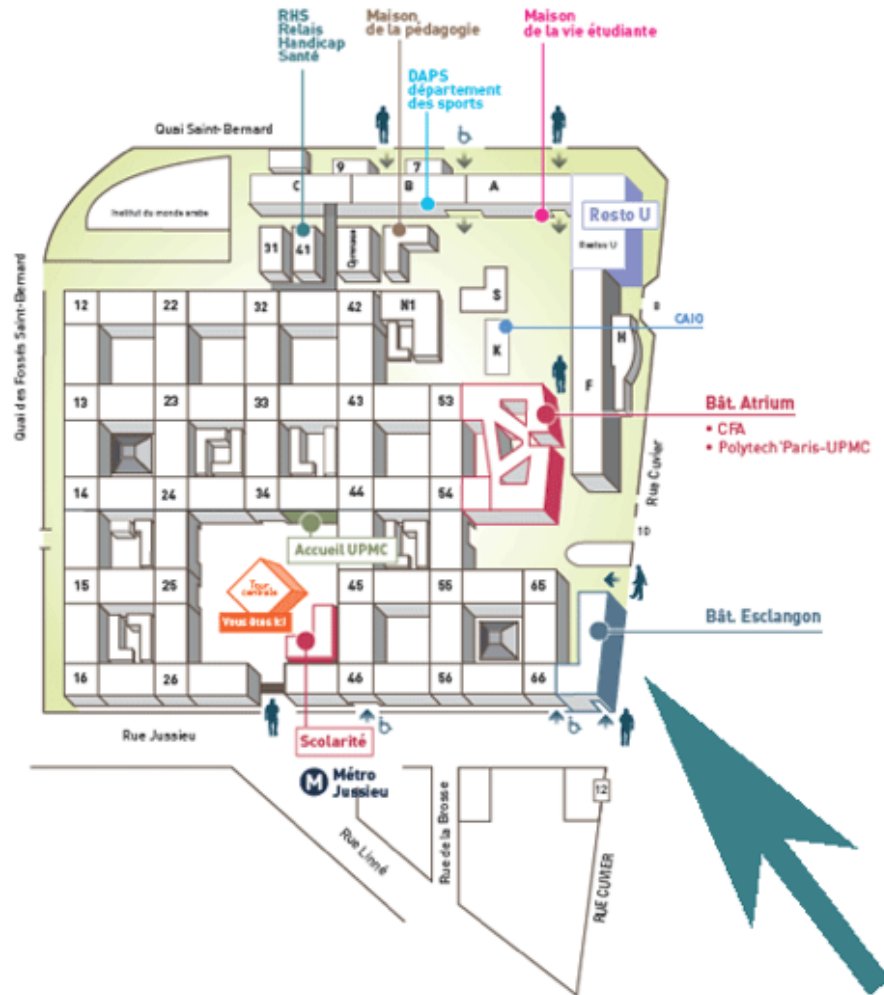 RHS
Relais
Handicap
Santé
Maison
de la pédagogie
Maison
de la vie étudiante
DAPS
département
des sports
Quai Saint-Bernard
9
7
C
B
A
Institut du monde arabe
Resto U
Restos U
31
41
Gymnase
Quai des Fossés Saint-Bernard
12
22
32
42
N1
S
8
CAIO
K
H
F
13
23
33
43
53
Bât. Atrium
• CFA
• Polytech'Paris-UPMC
Rue Cuvier
14
24
34
44
54
10
Accueil UPMC
Tour
centrale
Vous êtes ici
15
25
45
55
65
Bât. Esclangon
16
26
46
56
66
Rue Jussieu
Scolarité
M
Métro
Jussieu
Rue Linné
Rue de la Brosse
12
RUE CUVIER